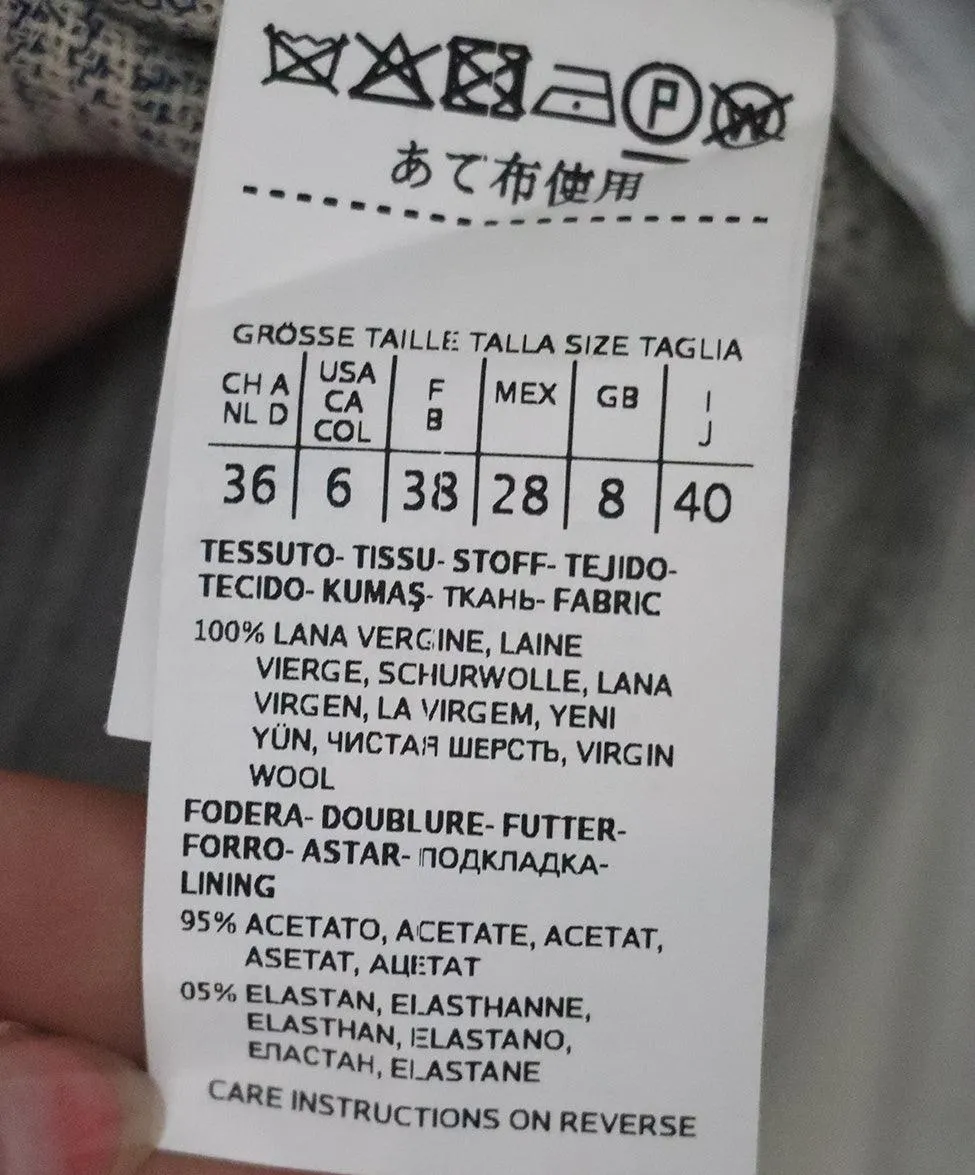 P W
あて布使用
GRÖSSE TAILLE TALLA SIZE TAGLIA
CH A NL D USA CA COL F B MEX GB I J
36 6 38 28 8 40
TESSUTO- TISSU- STOFF- TEJIDO-
TECIDO- KUMAŞ- ТКАНЬ- FABRIC
100% LANA VERGINE, LAINE
VIERGE, SCHURWOLLE, LANA
VIRGEN, LA VIRGEM, YENI
YÜN, ЧИСТАЯ ШЕРСТЬ, VIRGIN
WOOL
FODERA- DOUBLURE- FUTTER-
FORRO- ASTAR- ПОДКЛАДКА-
LINING
95% ACETATO, ACETATE, ACETAT,
ASETAT, АЦЕТАТ
05% ELASTAN, ELASTHANNE,
ELASTHAN, ELASTANO,
ЕЛАСТАН, ELASTANE
CARE INSTRUCTIONS ON REVERSE